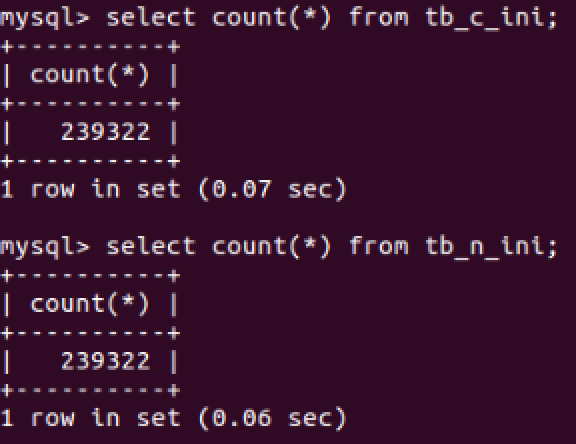 mysql> select count(*) from tb_c_ini;
+----------+
| count(*) |
+----------+
|   239322 |
+----------+
1 row in set (0.07 sec)
mysql> select count(*) from tb_n_ini;
+----------+
| count(*) |
+----------+
|   239322 |
+----------+
1 row in set (0.06 sec)